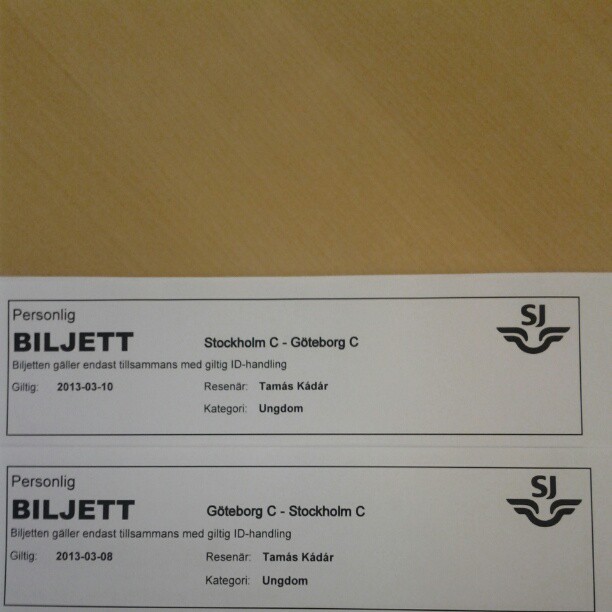 Personlig
BILJETT
Stockholm C - Göteborg C
SJ
Biljetten gäller endast tillsammans med giltig ID-handling
Giltig: 2013-03-10
Resenär: Tamás Kádár
Kategori: Ungdom
Personlig
BILJETT
Göteborg C - Stockholm C
SJ
Biljetten gäller endast tillsammans med giltig ID-handling
Giltig: 2013-03-08
Resenär: Tamás Kádár
Kategori: Ungdom